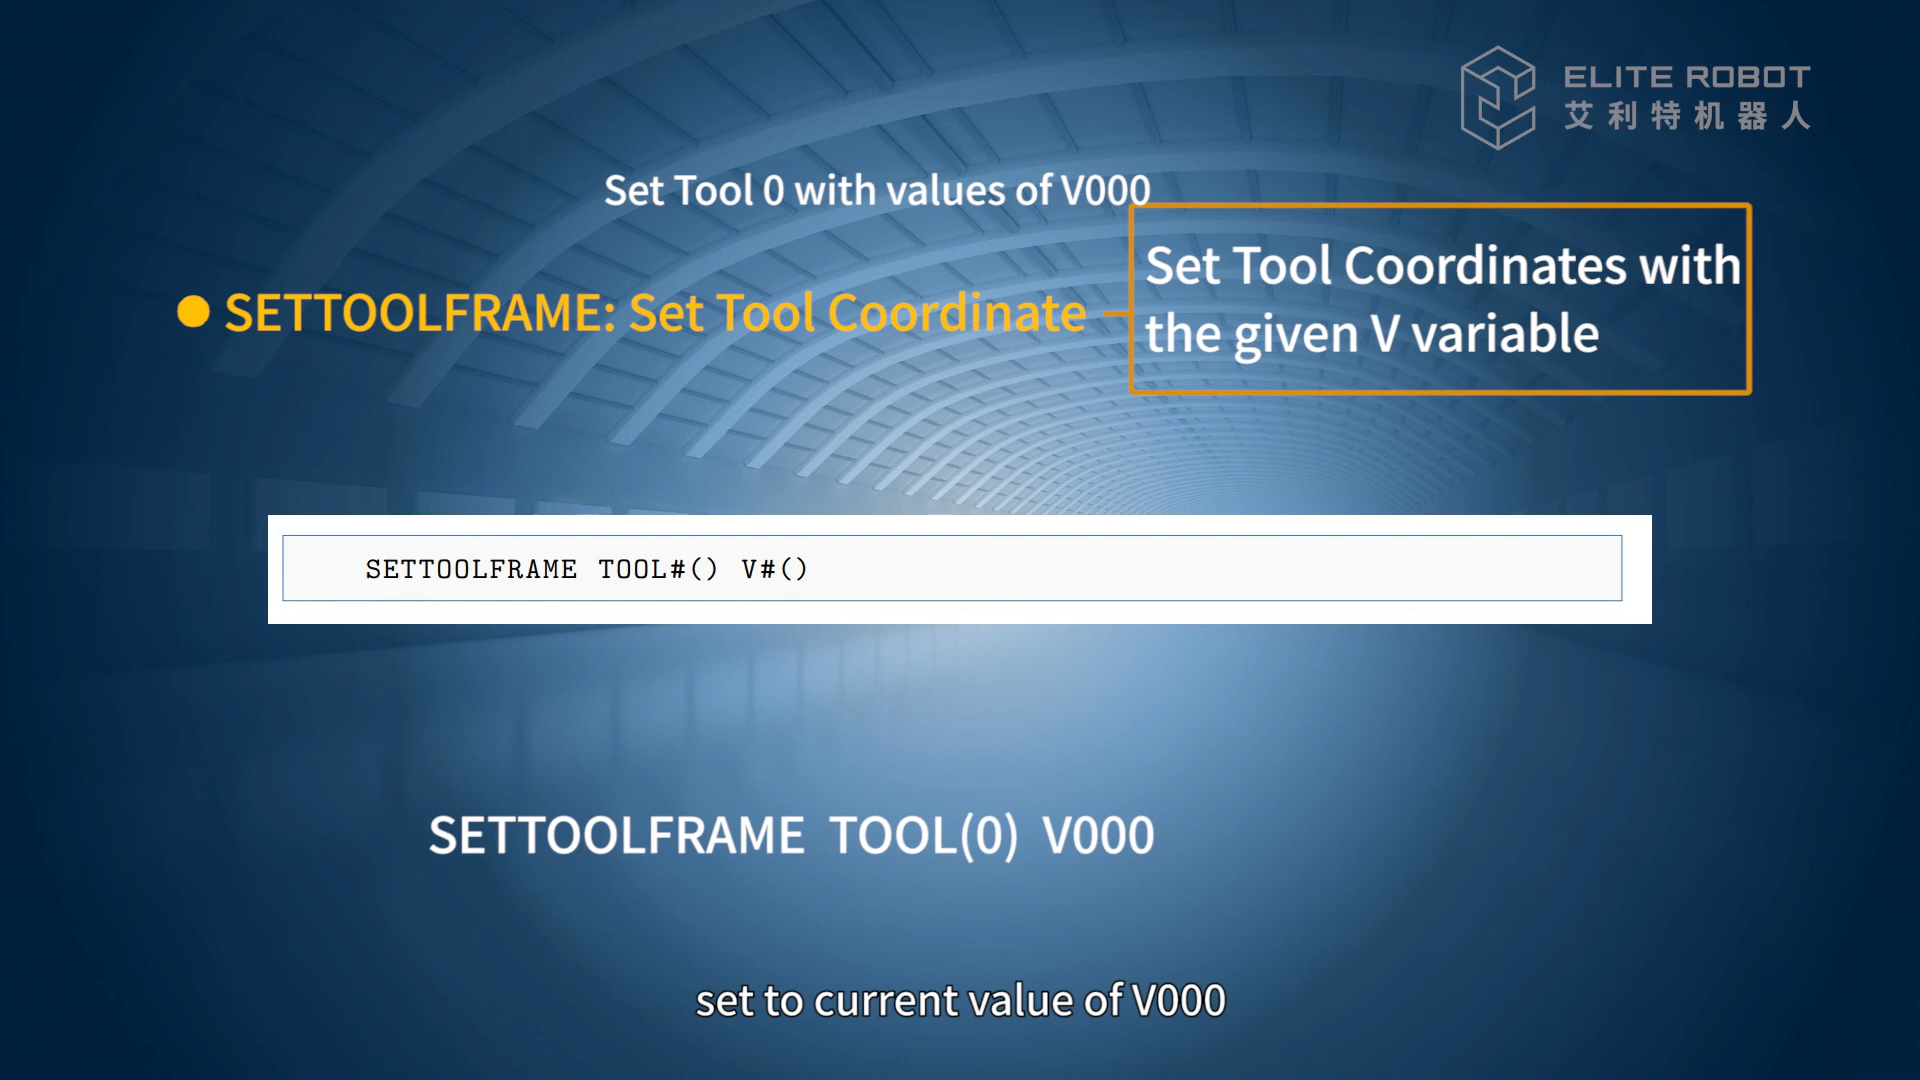 ELITE ROBOT
艾利特机器人
Set Tool 0 with values of V000
SETTOOLFRAME: Set Tool Coordinate
Set Tool Coordinates with
the given V variable
SETTOOLFRAME TOOL#() V#()
SETTOOLFRAME TOOL(0) V000
set to current value of V000